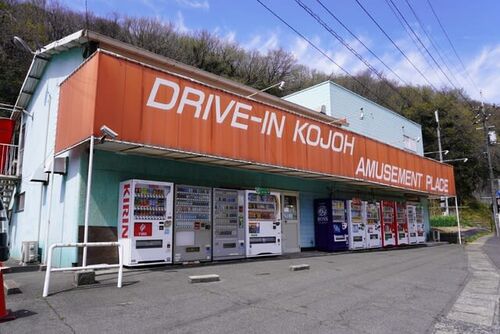 DRIVE-IN KOJOH
AMUSEMENT PLACE
KIRIN